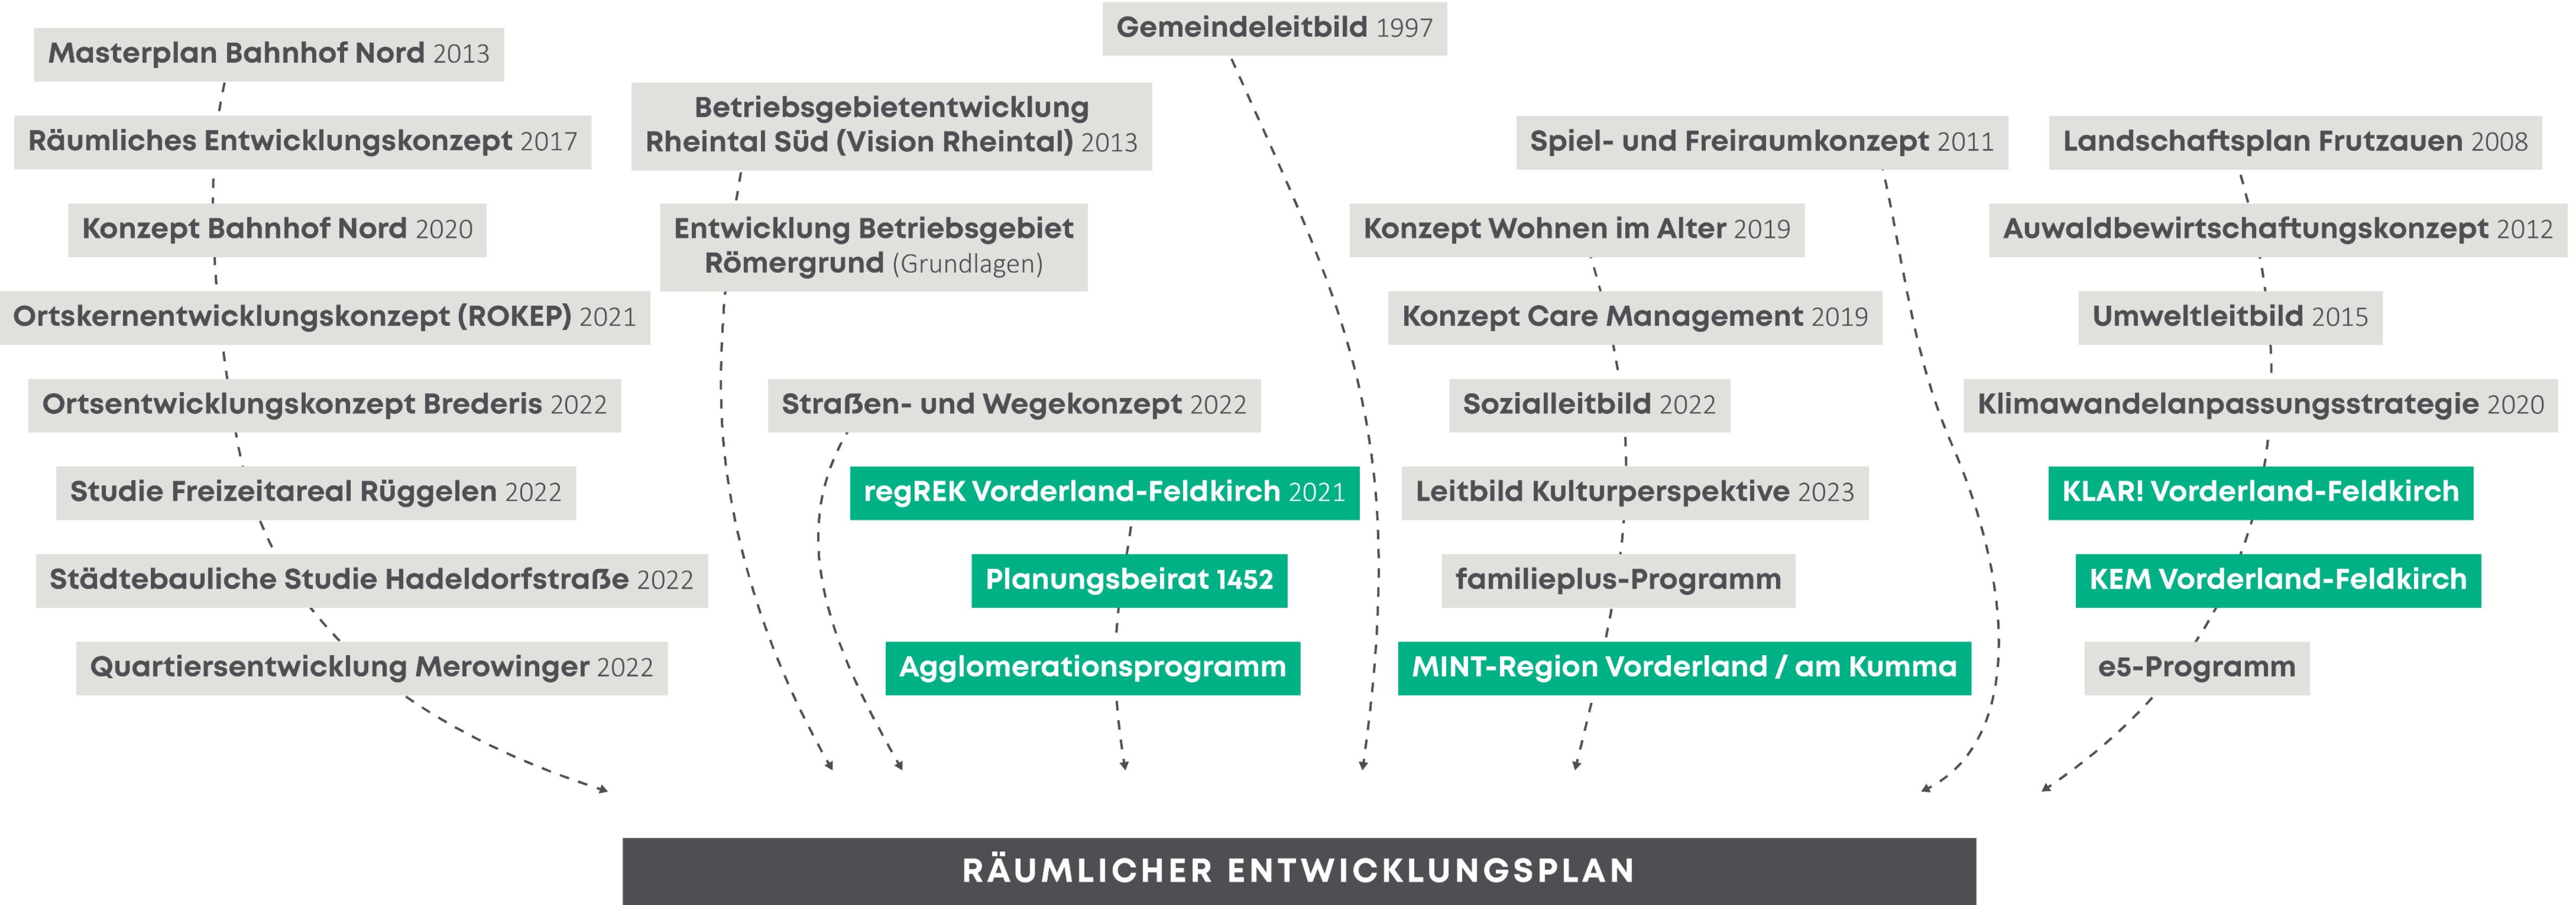 Masterplan Bahnhof Nord 2013
Räumliches Entwicklungskonzept 2017
Konzept Bahnhof Nord 2020
Ortskernentwicklungskonzept (ROKEP) 2021
Ortsentwicklungskonzept Brederis 2022
Studie Freizeitareal Rüggelen 2022
Städtebauliche Studie Hadeldorfstraße 2022
Quartiersentwicklung Merowinger 2022
Betriebsgebietentwicklung
Rheintal Süd (Vision Rheintal) 2013
Entwicklung Betriebsgebiet
Römergrund (Grundlagen)
Straßen- und Wegekonzept 2022
regREK Vorderland-Feldkirch 2021
Planungsbeirat 1452
Agglomerationsprogramm
Gemeindeleitbild 1997
Konzept Wohnen im Alter 2019
Konzept Care Management 2019
Sozialleitbild 2022
Leitbild Kulturperspektive 2023
familieplus-Programm
MINT-Region Vorderland / am Kumma
Spiel- und Freiraumkonzept 2011
Landschaftsplan Frutzauen 2008
Auwaldbewirtschaftungskonzept 2012
Umweltleitbild 2015
Klimawandelanpassungsstrategie 2020
KLAR! Vorderland-Feldkirch
KEM Vorderland-Feldkirch
e5-Programm
RÄUMLICHER ENTWICKLUNGSPLAN